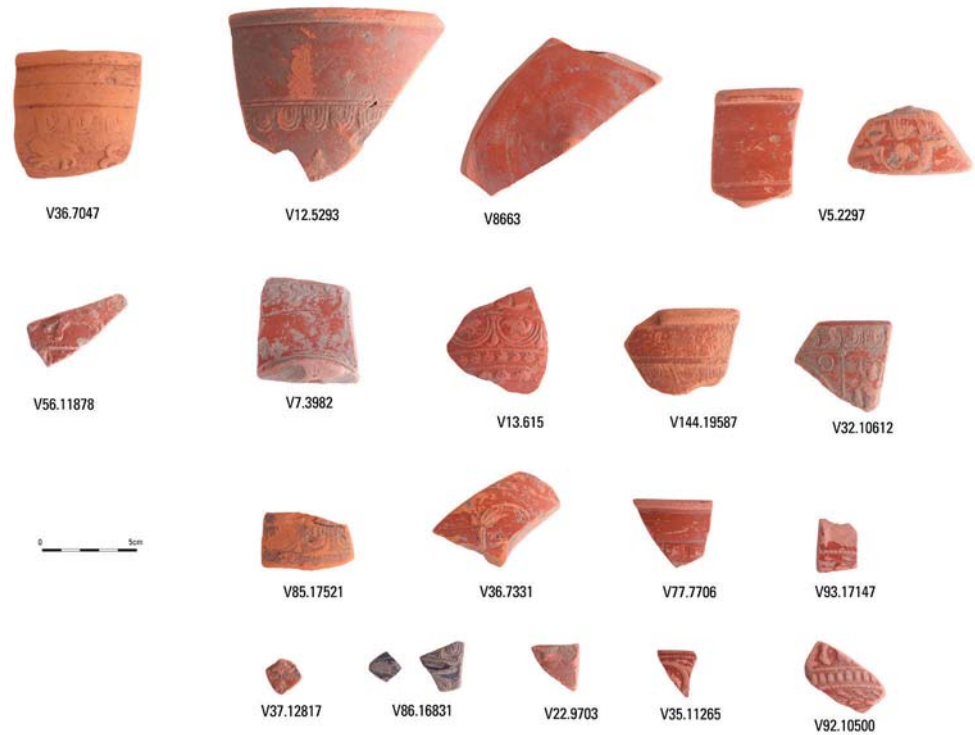 V36.7047
V12.5293
V8663
V5.2297
V56.11878
V7.3982
V13.615
V144.19587
V32.10612
0 5cm
V85.17521
V36.7331
V77.7706
V93.17147
V37.12817
V86.16831
V22.9703
V35.11265
V92.10500